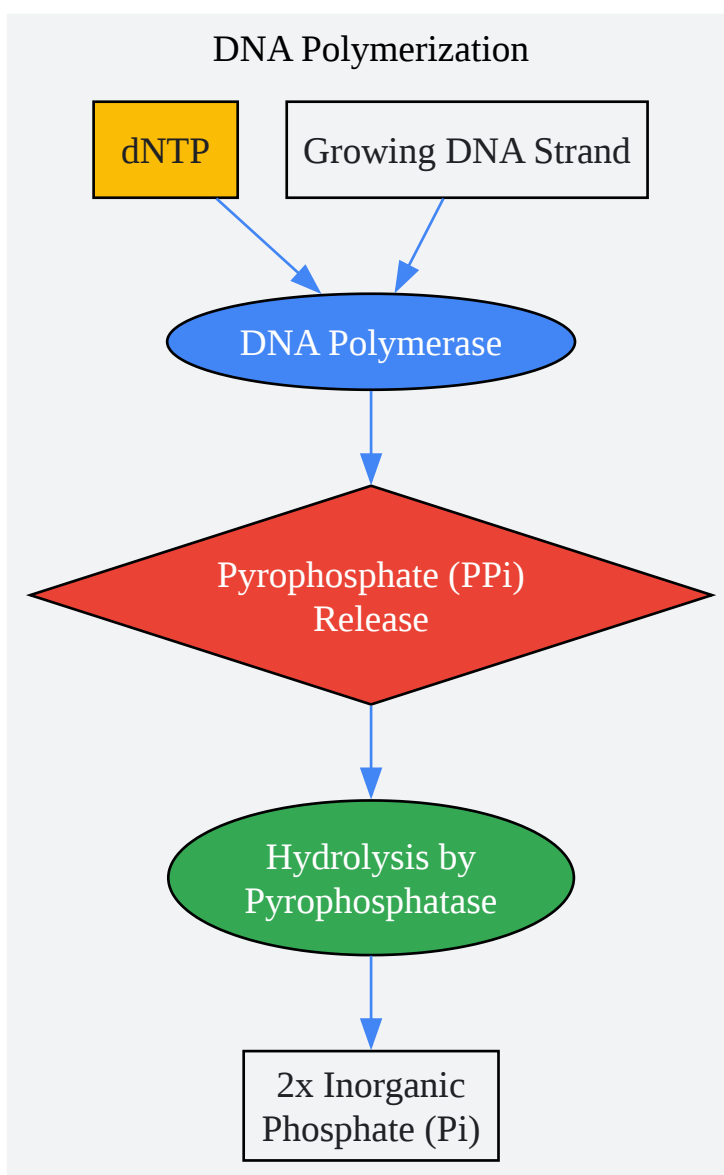 DNA Polymerization
dNTP
Growing DNA Strand
DNA Polymerase
Pyrophosphate (PPi)
Release
Hydrolysis by
Pyrophosphatase
2x Inorganic
Phosphate (Pi)